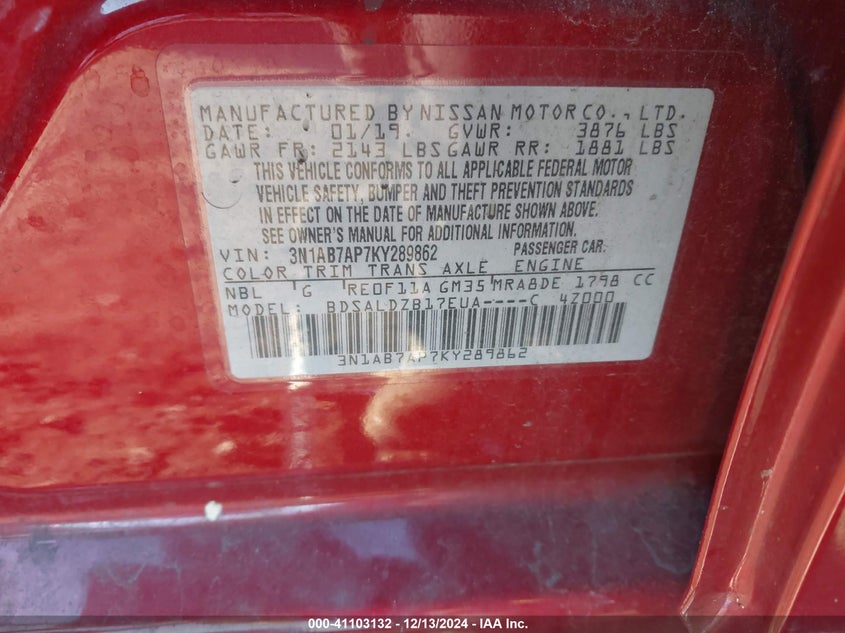 MANUFACTURED BY NISSAN MOTOR CO., LTD.
DATE: 01/19 GVWR: 3876 LBS
GAWR FR: 2143 LBS GAWR RR: 1881 LBS
THIS VEHICLE CONFORMS TO ALL APPLICABLE FEDERAL MOTOR
VEHICLE SAFETY, BUMPER AND THEFT PREVENTION STANDARDS
IN EFFECT ON THE DATE OF MANUFACTURE SHOWN ABOVE.
SEE OWNER'S MANUAL FOR ADDITIONAL INFORMATION.
VIN: 3N1AB7AP7KY289862 PASSENGER CAR
COLOR TRIM TRANS AXLE ENGINE
NBL G RE0F11A GM35 MRA8DE 1798 CC
MODEL: BDSALDZB17EUA----C 47000
3N1AB7AP7KY289862
000-41103132 - 12/13/2024 - IAA Inc.